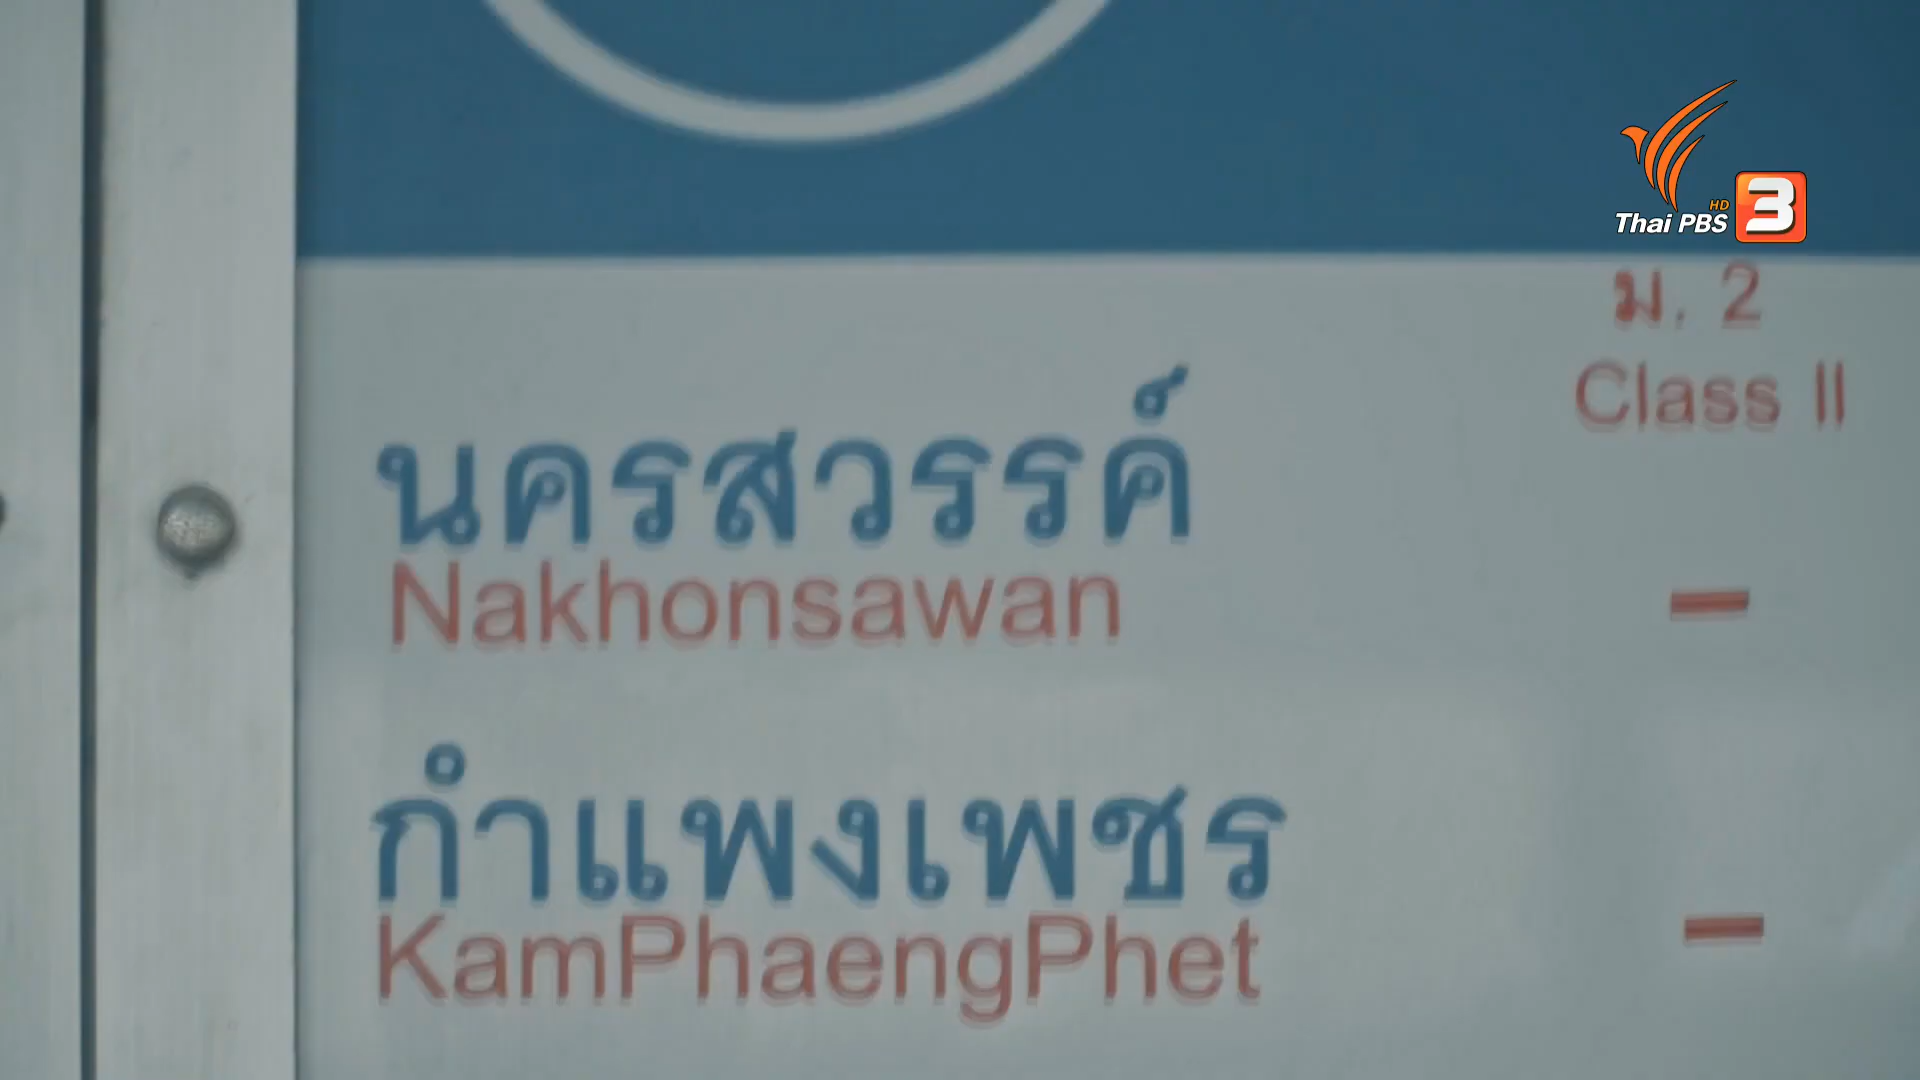 HD
Thai PBS 3
ม. 2
Class II
นครสวรรค์
Nakhonsawan
–
กำแพงเพชร
KamPhaengPhet
–